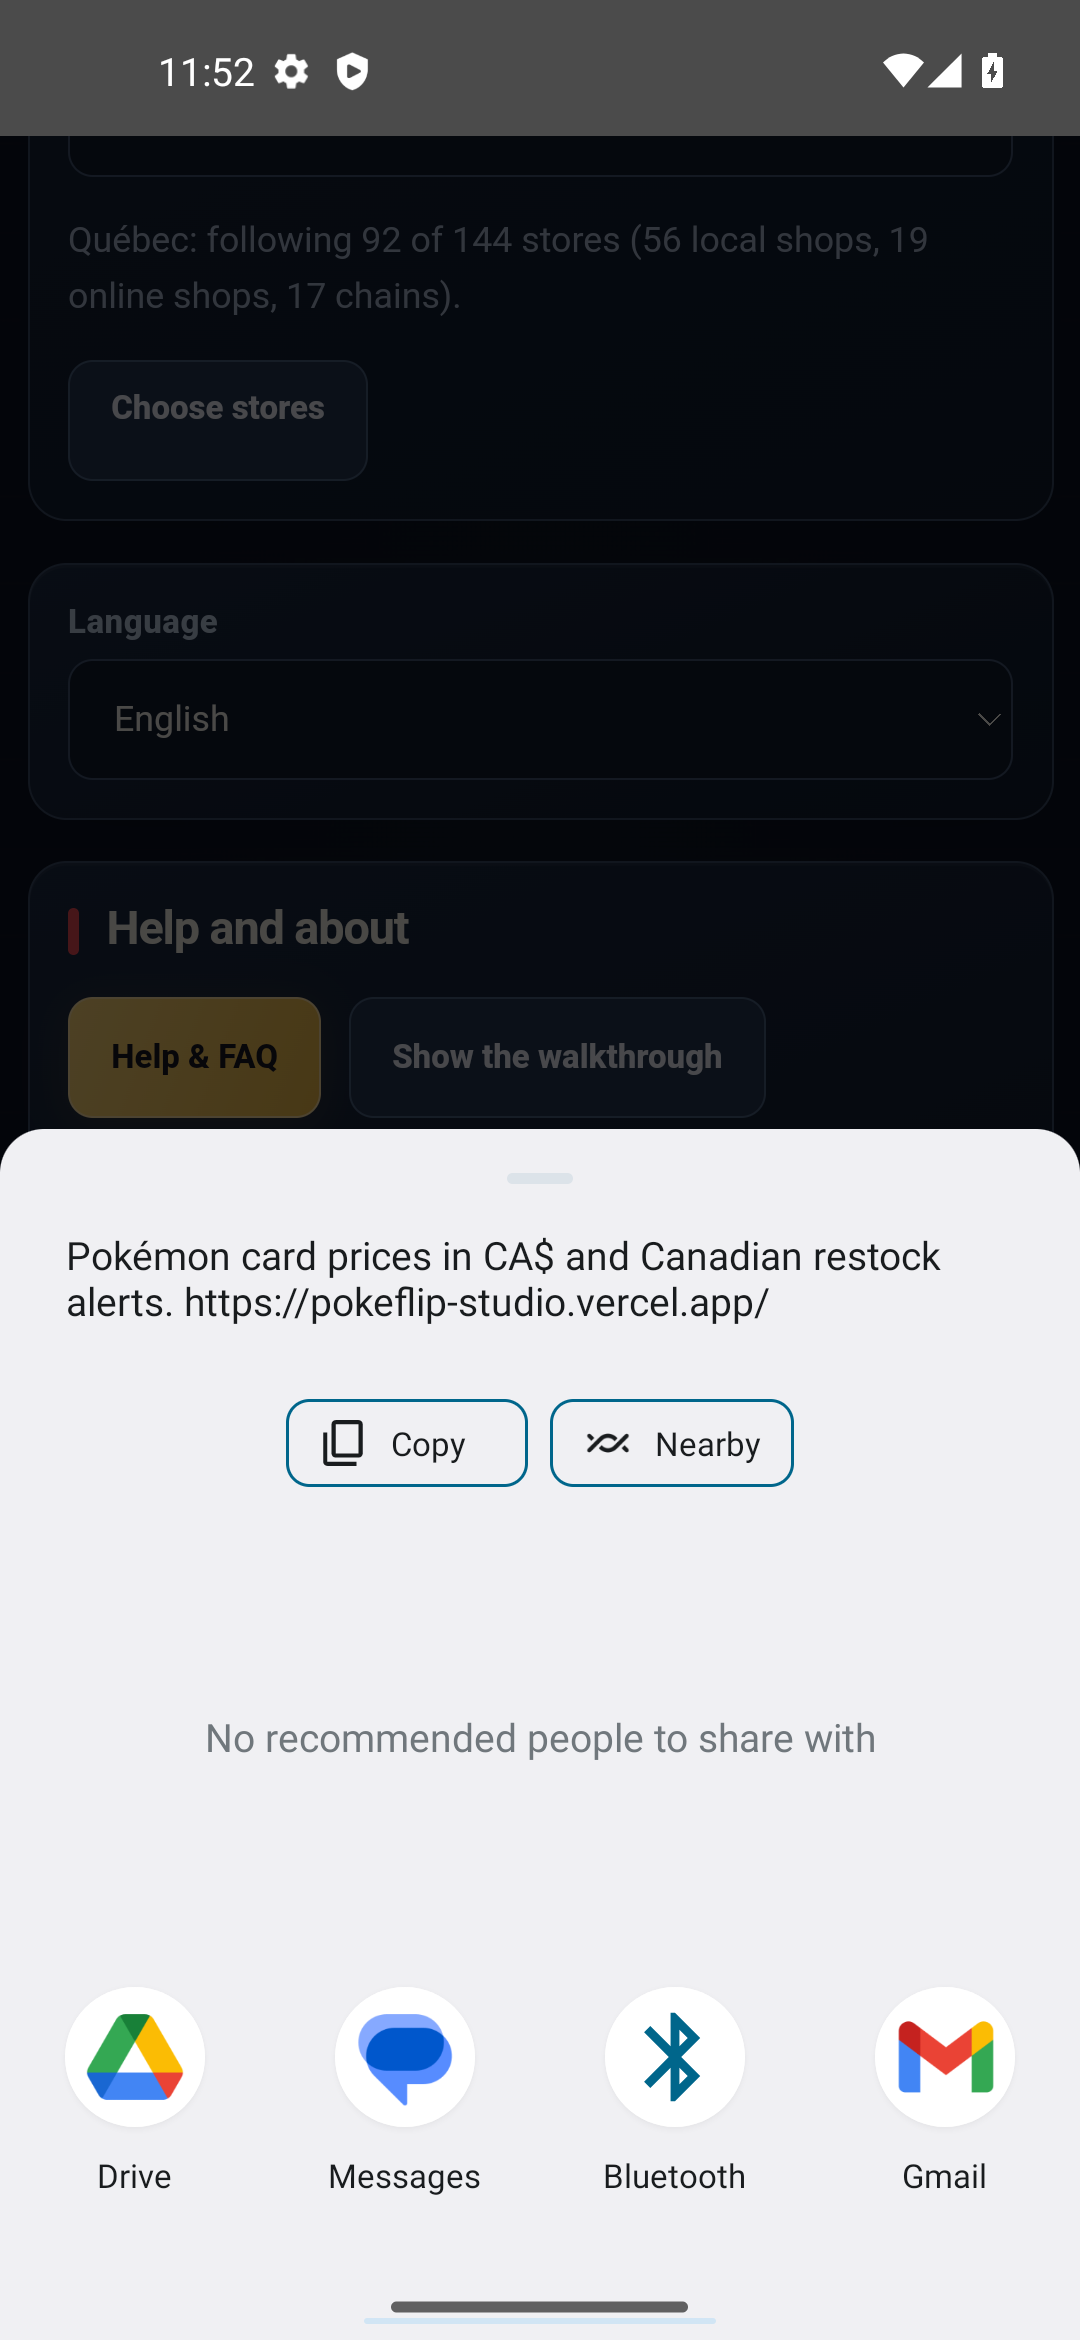 11:52
Québec: following 92 of 144 stores (56 local shops, 19
online shops, 17 chains).
Choose stores
Language
English
Help and about
Help & FAQ
Show the walkthrough
Pokémon card prices in CA$ and Canadian restock
alerts. https://pokeflip-studio.vercel.app/
Copy
Nearby
No recommended people to share with
Drive
Messages
Bluetooth
Gmail